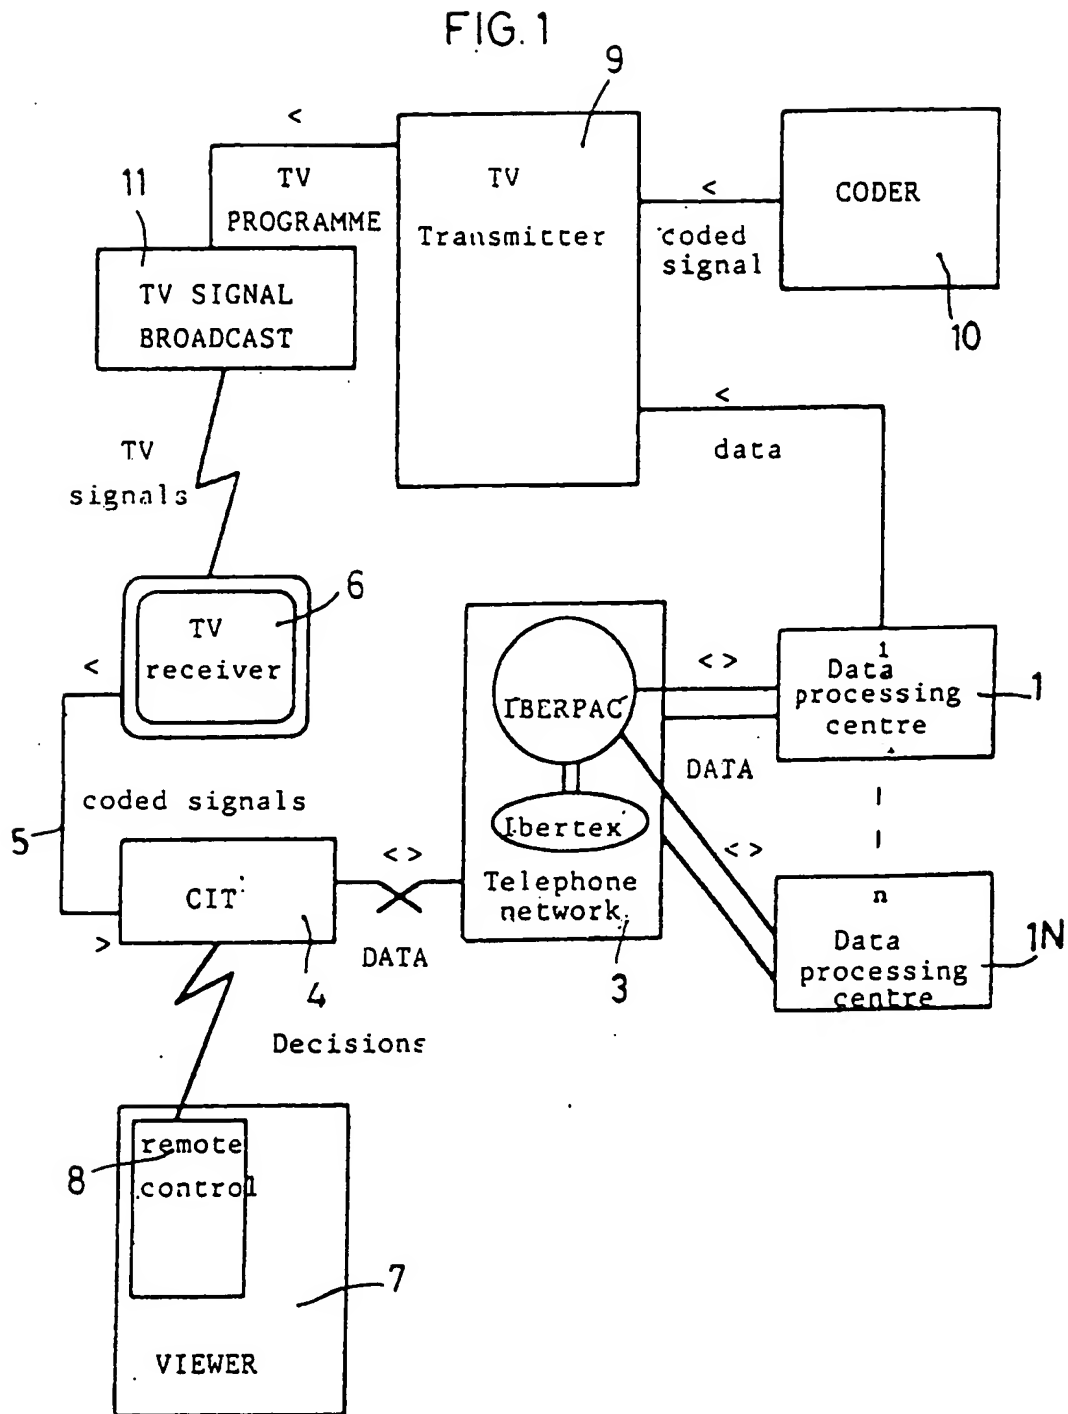 FIG. 1
9
<
TV
PROGRAMME
TV
Transmitter
<
coded
signal
CODER
10
11
TV SIGNAL
BROADCAST
<
data
TV
signals
6
TV
receiver
<
5
coded signals
CIT
>
4
<>
DATA
IBERPAC
Ibertex
Telephone
network
3
<>
DATA
<>
1
Data
processing
centre
1
n
Data
processing
centre
1N
Decisions
remote
control
8
7
VIEWER